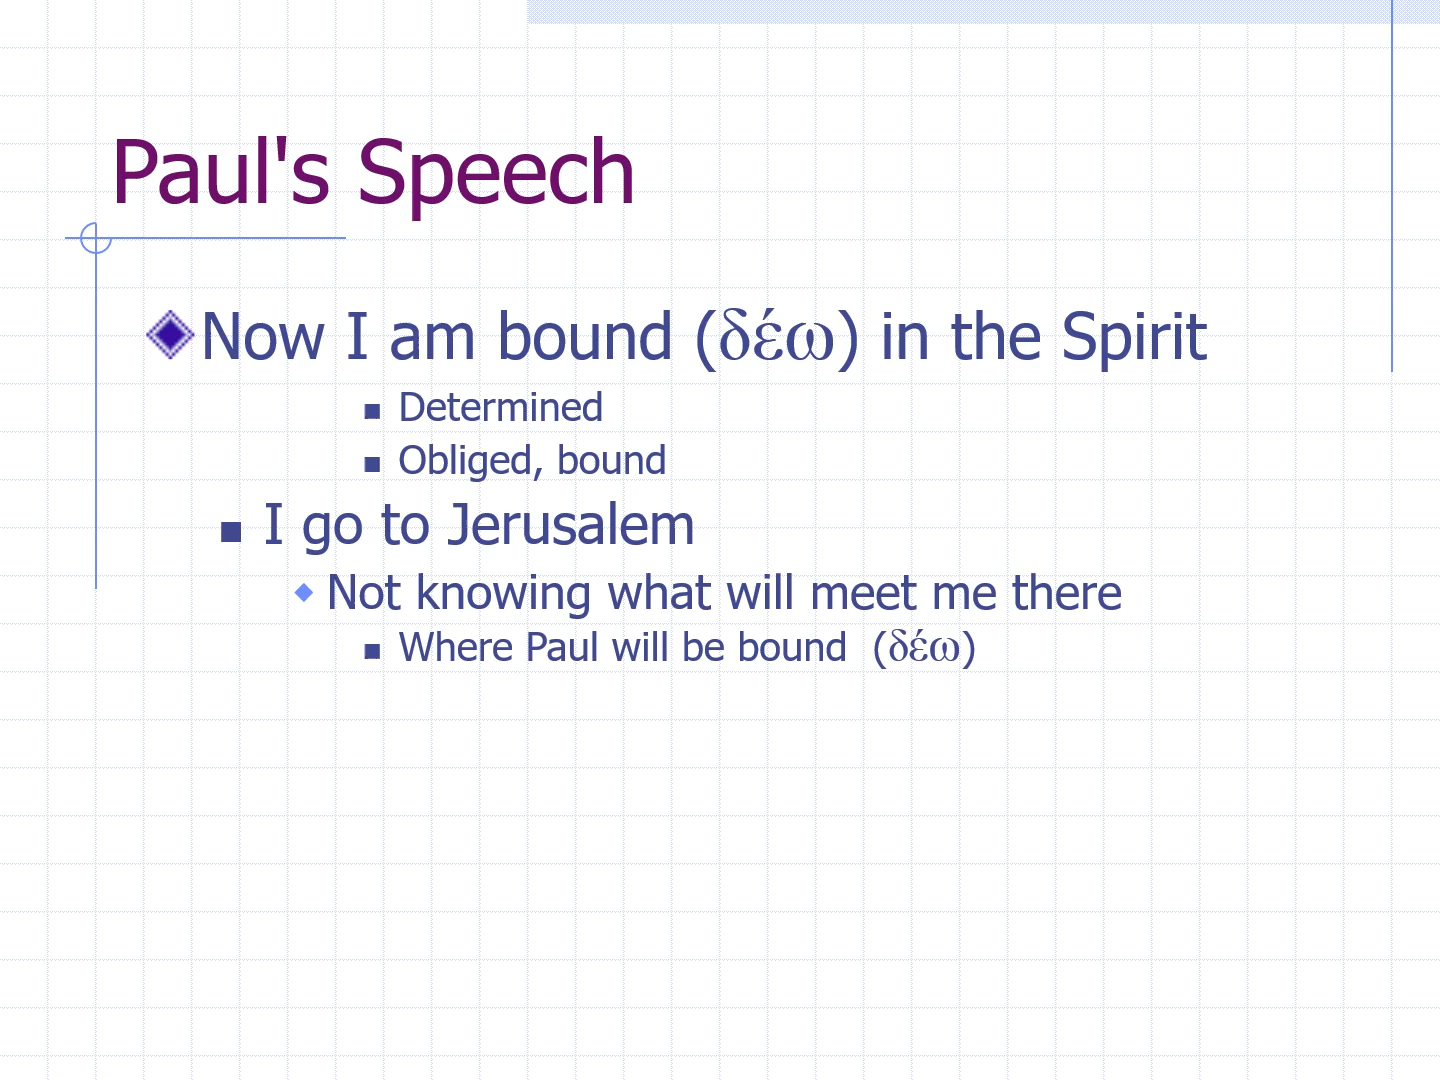 Paul's Speech
Now I am bound (δέω) in the Spirit
Determined
Obliged, bound
I go to Jerusalem
Not knowing what will meet me there
Where Paul will be bound (δέω)